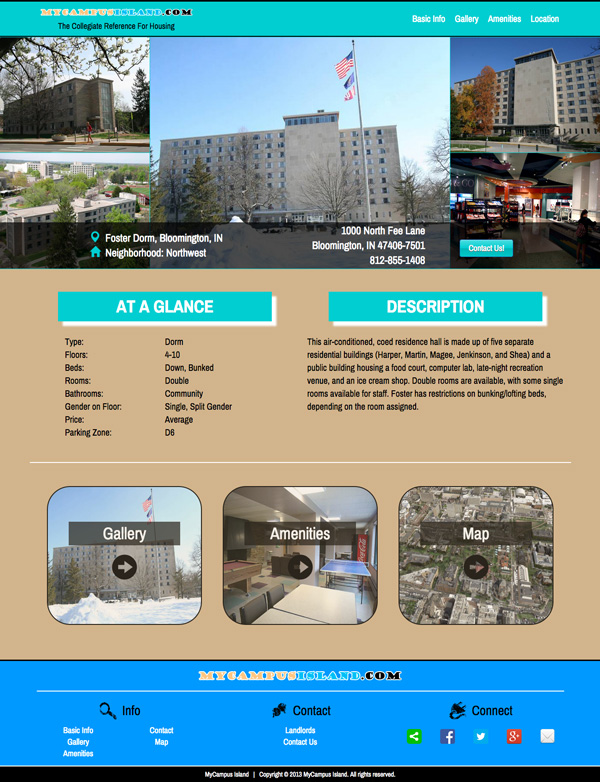 MYCAMPUSISLAND.COM
The Collegiate Reference For Housing
Basic Info Gallery Amenities Location
Foster Dorm, Bloomington, IN
Neighborhood: Northwest
1000 North Fee Lane
Bloomington, IN 47406-7501
812-855-1408
Contact Us!
AT A GLANCE
Type: Dorm
Floors: 4-10
Beds: Down, Bunked
Rooms: Double
Bathrooms: Community
Gender on Floor: Single, Split Gender
Price: Average
Parking Zone: D6
DESCRIPTION
This air-conditioned, coed residence hall is made up of five separate
residential buildings (Harper, Martin, Magee, Jenkinson, and Shea) and a
public building housing a food court, computer lab, late-night recreation
venue, and an ice cream shop. Double rooms are available, with some single
rooms available for staff. Foster has restrictions on bunking/lofting beds,
depending on the room assigned.
Gallery
Amenities
Map
MYCAMPUSISLAND.COM
Info
Basic Info Contact
Gallery Map
Amenities
Contact
Landlords
Contact Us
Connect
MyCampus Island | Copyright © 2013 MyCampus Island. All rights reserved.